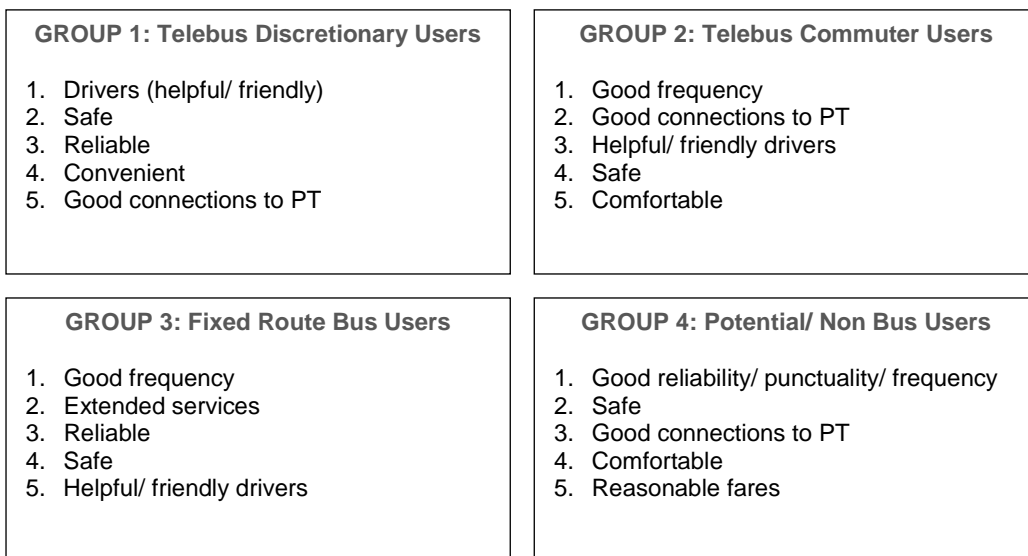 GROUP 1: Telebus Discretionary Users
1. Drivers (helpful/ friendly)
2. Safe
3. Reliable
4. Convenient
5. Good connections to PT
GROUP 2: Telebus Commuter Users
1. Good frequency
2. Good connections to PT
3. Helpful/ friendly drivers
4. Safe
5. Comfortable
GROUP 3: Fixed Route Bus Users
1. Good frequency
2. Extended services
3. Reliable
4. Safe
5. Helpful/ friendly drivers
GROUP 4: Potential/ Non Bus Users
1. Good reliability/ punctuality/ frequency
2. Safe
3. Good connections to PT
4. Comfortable
5. Reasonable fares